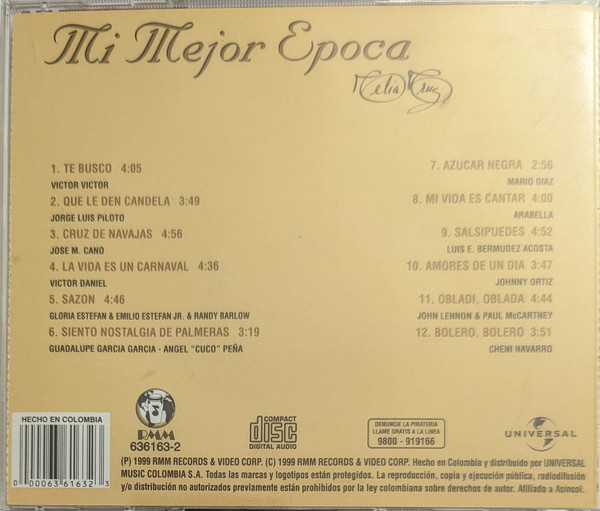 Mi Mejor Epoca
Celia Cruz
1. TE BUSCO 4:05
VICTOR VICTOR
2. QUE LE DEN CANDELA 3:49
JORGE LUIS PILOTO
3. CRUZ DE NAVAJAS 4:56
JOSE M. CANO
4. LA VIDA ES UN CARNAVAL 4:36
VICTOR DANIEL
5. SAZON 4:46
GLORIA ESTEFAN & EMILIO ESTEFAN JR. & RANDY BARLOW
6. SIENTO NOSTALGIA DE PALMERAS 3:19
GUADALUPE GARCIA GARCIA - ANGEL "CUCO" PEÑA
7. AZUCAR NEGRA 2:56
MARIO DIAZ
8. MI VIDA ES CANTAR 4:00
ARABELLA
9. SALSIPUEDES 4:52
LUIS E. BERMUDEZ ACOSTA
10. AMORES DE UN DIA 3:47
JOHNNY ORTIZ
11. OBLADI, OBLADA 4:44
JOHN LENNON & PAUL McCARTNEY
12. BOLERO, BOLERO 3:51
CHENI NAVARRO
HECHO EN COLOMBIA
0 00063 61632 3
RMM
636163-2
COMPACT
disc
DIGITAL AUDIO
DENUNCIE LA PIRATERIA
LLAME GRATIS A LA LINEA
9800 - 919166
UNIVERSAL
(P) 1999 RMM RECORDS & VIDEO CORP. (C) 1999 RMM RECORDS & VIDEO CORP. Hecho en Colombia y distribuido por UNIVERSAL
MUSIC COLOMBIA S.A. Todas las marcas y logotipos están protegidos. La reproducción, copia y ejecución pública, radiodifusión
y/o distribución no autorizados previamente están prohibidos por la ley colombiana sobre derechos de autor. Afiliado a Asincol.